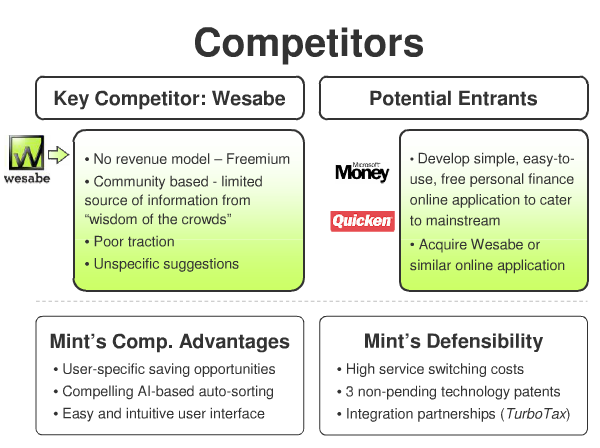 Competitors
Key Competitor: Wesabe
wesabe
• No revenue model – Freemium
• Community based - limited
source of information from
“wisdom of the crowds”
• Poor traction
• Unspecific suggestions
Potential Entrants
Microsoft
Money
Quicken
• Develop simple, easy-to-
use, free personal finance
online application to cater
to mainstream
• Acquire Wesabe or
similar online application
Mint’s Comp. Advantages
• User-specific saving opportunities
• Compelling AI-based auto-sorting
• Easy and intuitive user interface
Mint’s Defensibility
• High service switching costs
• 3 non-pending technology patents
• Integration partnerships (TurboTax)